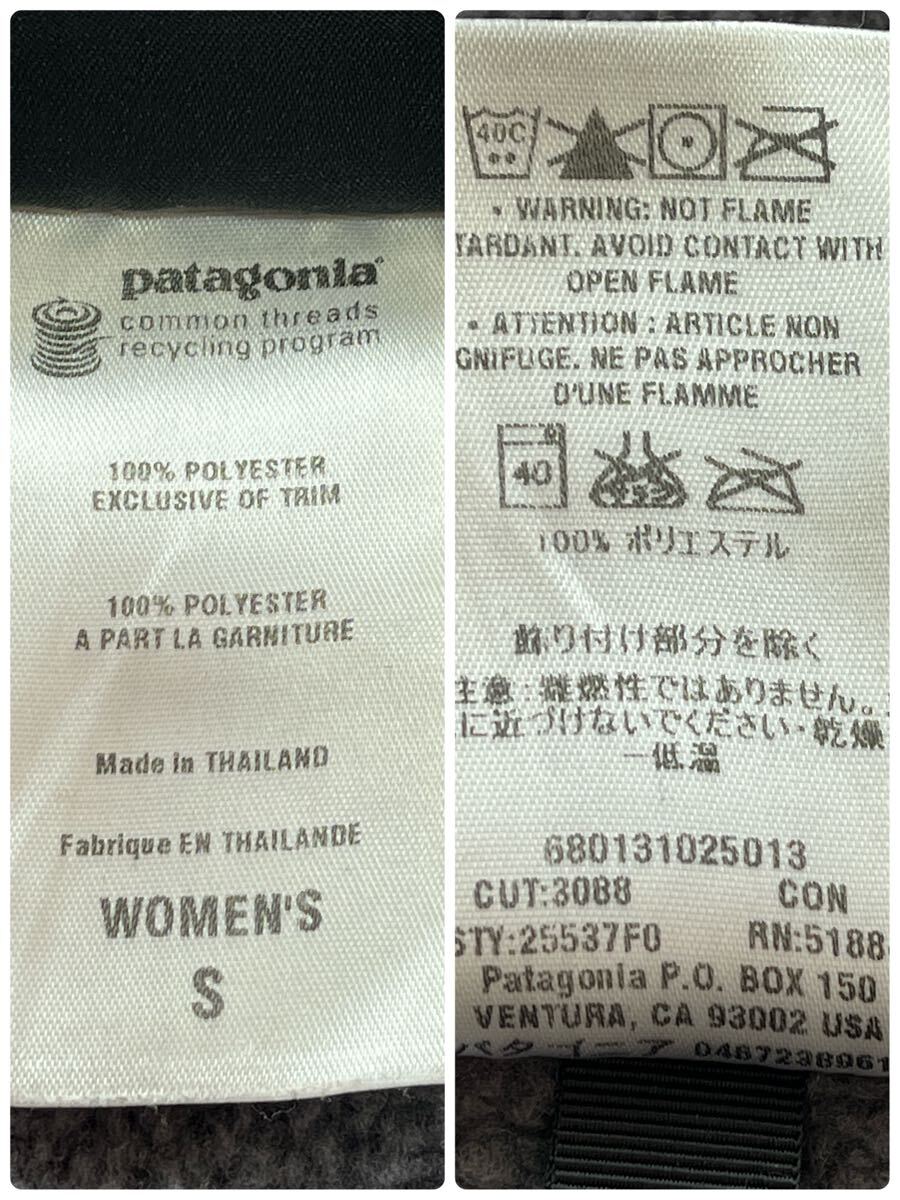 patagonia®
common threads
recycling program
100% POLYESTER
EXCLUSIVE OF TRIM
100% POLYESTER
A PART LA GARNITURE
Made in THAILAND
Fabrique EN THAILANDE
WOMEN'S
S
40C
• WARNING: NOT FLAME
TARDANT. AVOID CONTACT WITH
OPEN FLAME
• ATTENTION : ARTICLE NON
GNIFUGE. NE PAS APPROCHER
D'UNE FLAMME
40
100% ポリエステル
飾り付け部分を除く
注意:難燃性ではありません。
に近づけないでください・乾燥
ー低温
680131025013
CUT:3088 CON
STY:25537F0 RN:5188
Patagonia P.O. BOX 150
VENTURA, CA 93002 USA
パタゴニア 0467238961